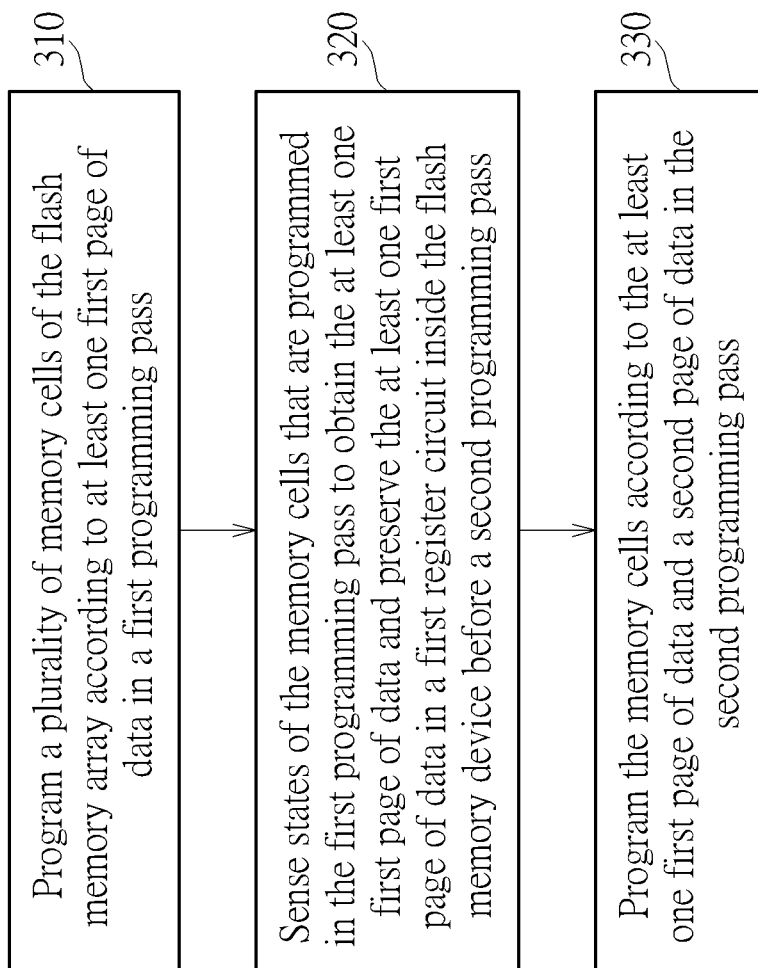 310
Program a plurality of memory cells of the flash
memory array according to at least one first page of
data in a first programming pass
320
Sense states of the memory cells that are programmed
in the first programming pass to obtain the at least one
first page of data and preserve the at least one first
page of data in a first register circuit inside the flash
memory device before a second programming pass
330
Program the memory cells according to the at least
one first page of data and a second page of data in the
second programming pass